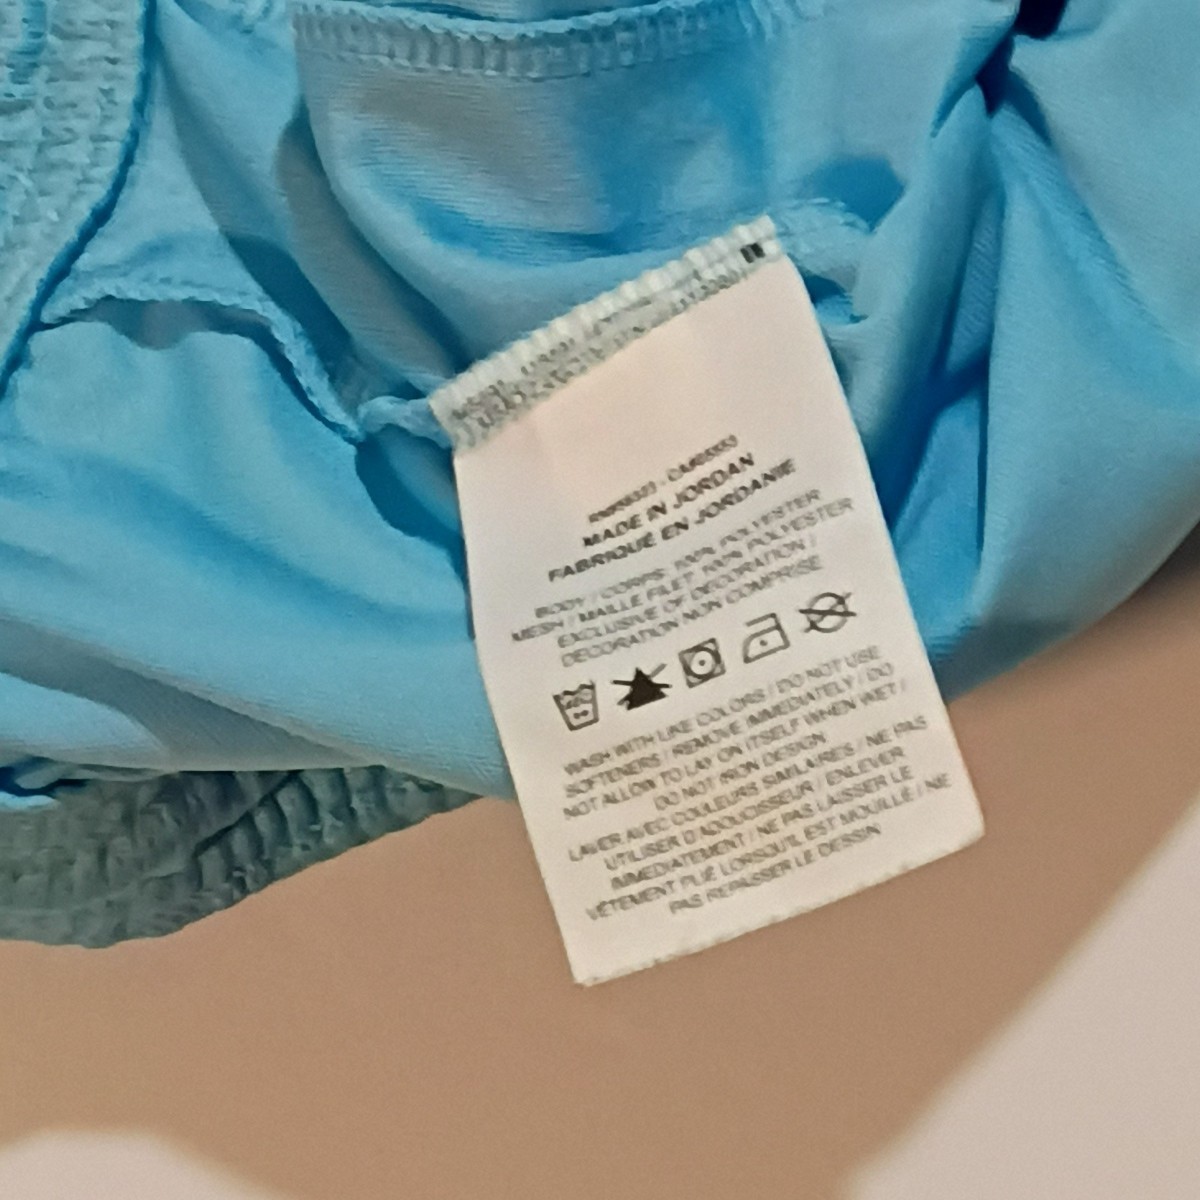 MADE IN JORDAN
FABRIQUÉ EN JORDANIE
BODY / CORPS: 100% POLYESTER
MESH / MAILLE FILET: 100% POLYESTER
EXCLUSIVE OF DECORATION /
DECORATION NON COMPRISE
WASH WITH LIKE COLORS / DO NOT USE
SOFTENERS / REMOVE IMMEDIATELY / DO
NOT ALLOW TO LAY ON ITSELF WHEN WET /
DO NOT IRON DESIGN
LAVER AVEC COULEURS SIMILAIRES / NE PAS
UTILISER D'ADOUCISSEUR / ENLEVER
IMMEDIATEMENT / NE PAS LAISSER LE
VÊTEMENT PLIÉ LORSQU'IL EST MOUILLÉ / NE
PAS REPASSER LE DESSIN